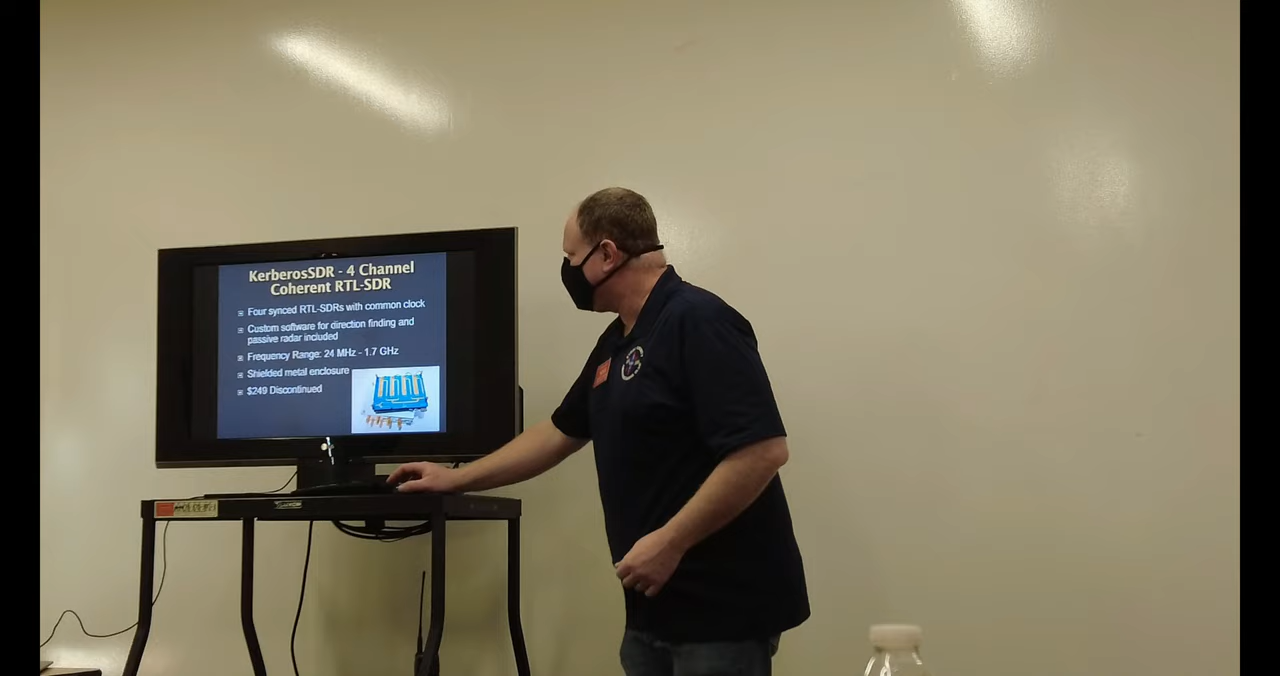 KerberosSDR - 4 Channel
Coherent RTL-SDR
Four synced RTL-SDRs with common clock
Custom software for direction finding and
passive radar included
Frequency Range: 24 MHz - 1.7 GHz
Shielded metal enclosure
$249 Discontinued